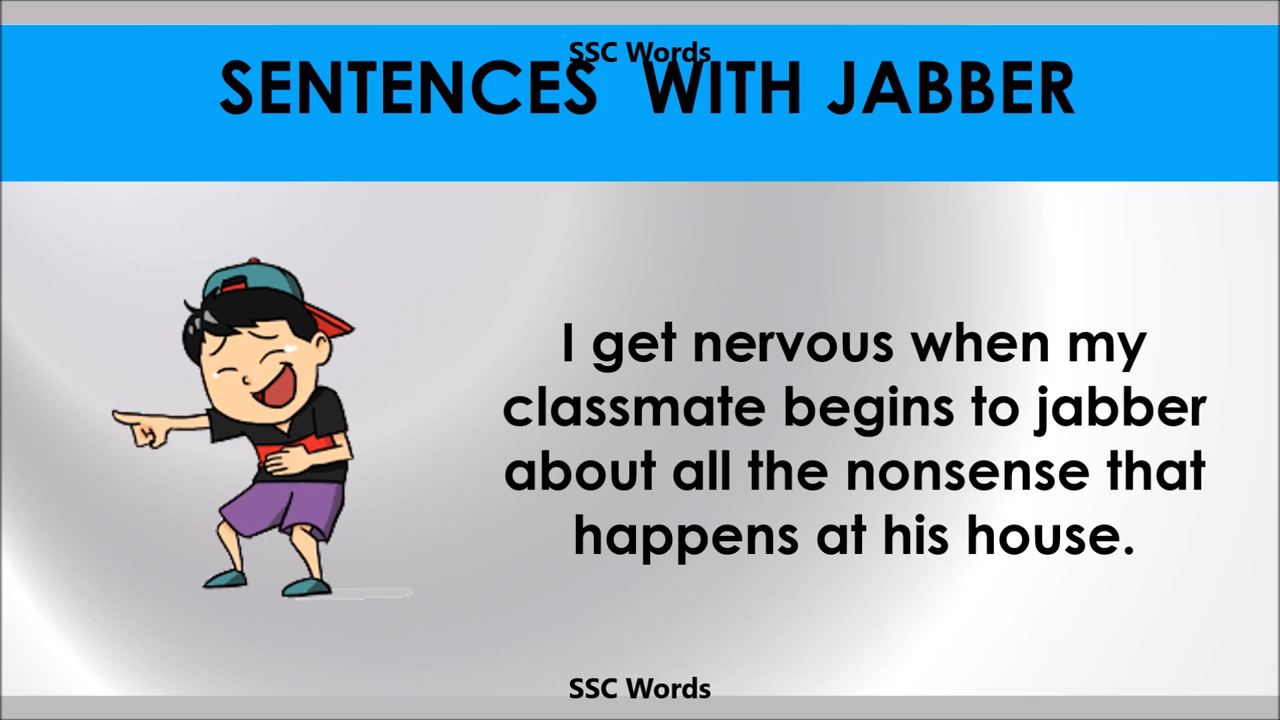 SSC Words
SENTENCES WITH JABBER
I get nervous when my
classmate begins to jabber
about all the nonsense that
happens at his house.
SSC Words